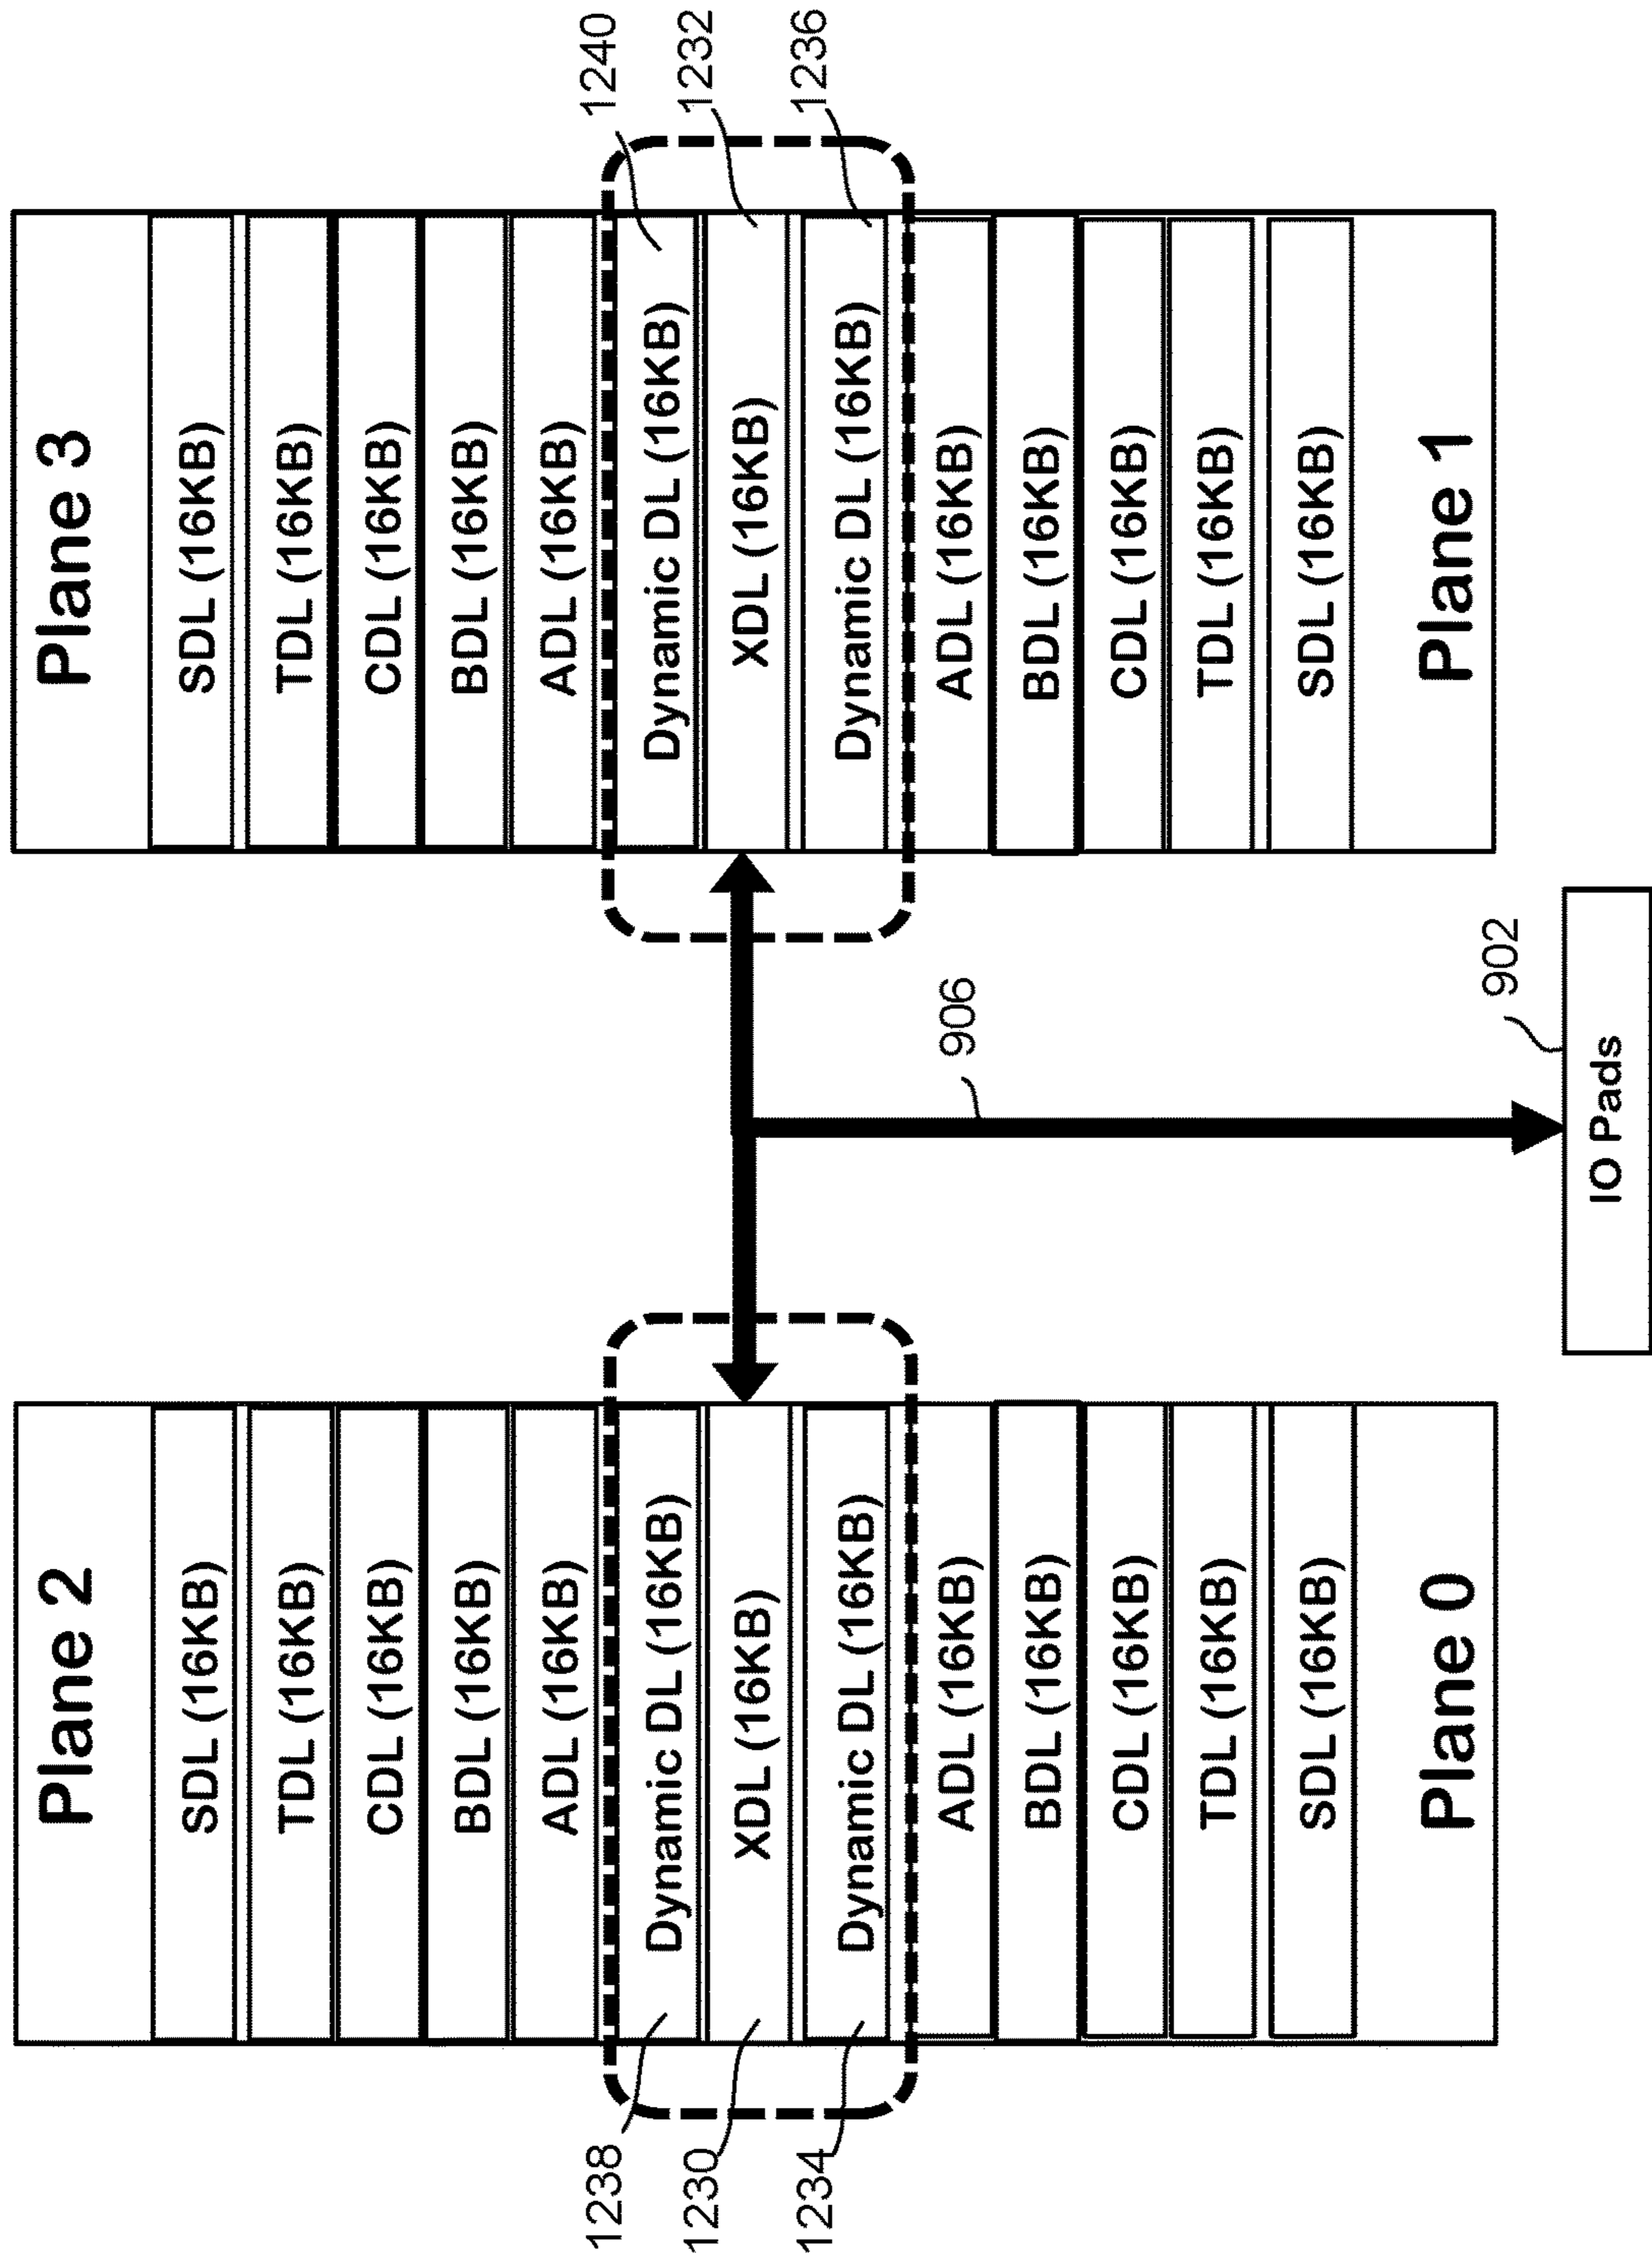 Plane 2
SDL (16KB)
TDL (16KB)
CDL (16KB)
BDL (16KB)
ADL (16KB)
1238
Dynamic DL (16KB)
1230
XDL (16KB)
1234
Dynamic DL (16KB)
ADL (16KB)
BDL (16KB)
CDL (16KB)
TDL (16KB)
SDL (16KB)
Plane 0
Plane 3
SDL (16KB)
TDL (16KB)
CDL (16KB)
BDL (16KB)
ADL (16KB)
Dynamic DL (16KB)
1240
XDL (16KB)
1232
Dynamic DL (16KB)
1236
ADL (16KB)
BDL (16KB)
CDL (16KB)
TDL (16KB)
SDL (16KB)
Plane 1
906
902
IO Pads